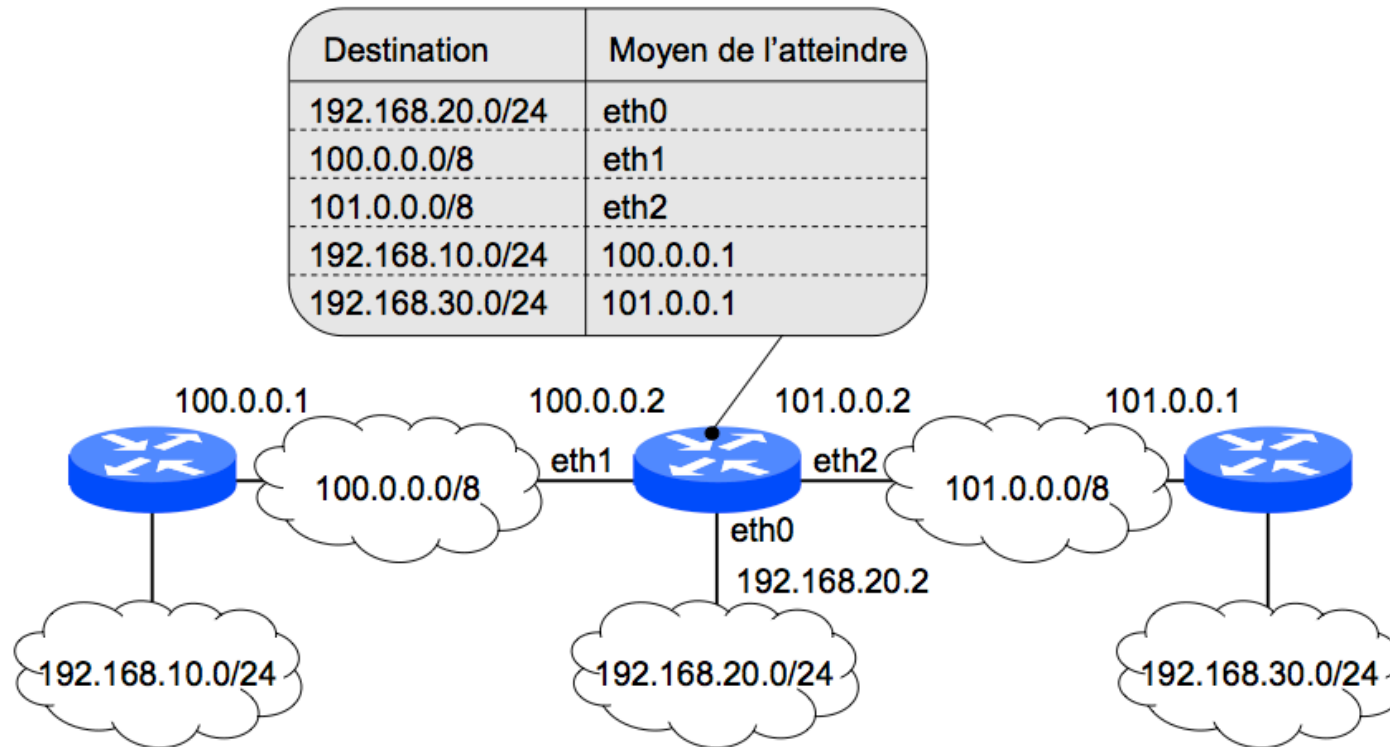 Destination Moyen de l'atteindre
192.168.20.0/24 eth0
100.0.0.0/8 eth1
101.0.0.0/8 eth2
192.168.10.0/24 100.0.0.1
192.168.30.0/24 101.0.0.1
100.0.0.1 100.0.0.2 101.0.0.2 101.0.0.1
100.0.0.0/8 eth1 eth2 101.0.0.0/8
eth0
192.168.20.2
192.168.10.0/24 192.168.20.0/24 192.168.30.0/24